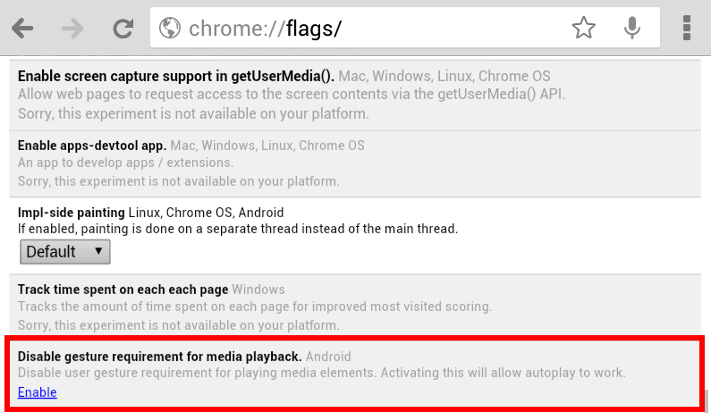 chrome://flags/
Enable screen capture support in getUserMedia(). Mac, Windows, Linux, Chrome OS
Allow web pages to request access to the screen contents via the getUserMedia() API.
Sorry, this experiment is not available on your platform.
Enable apps-devtool app. Mac, Windows, Linux, Chrome OS
An app to develop apps / extensions.
Sorry, this experiment is not available on your platform.
Impl-side painting Linux, Chrome OS, Android
If enabled, painting is done on a separate thread instead of the main thread.
Default
Track time spent on each each page Windows
Tracks the amount of time spent on each page for improved most visited scoring.
Sorry, this experiment is not available on your platform.
Disable gesture requirement for media playback. Android
Disable user gesture requirement for playing media elements. Activating this will allow autoplay to work.
Enable